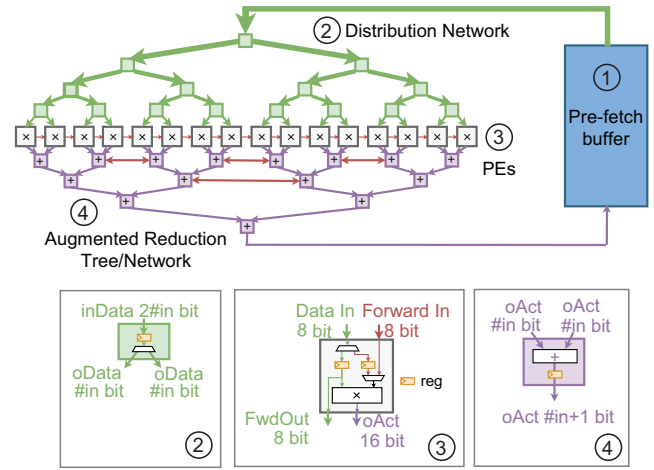 ② Distribution Network
①
Pre-fetch
buffer
× × × × × × × × × × × × × × × ×
③
PEs
+ + + + + + + +
+ + + +
+ +
+
④
Augmented Reduction
Tree/Network
inData 2#in bit
oData
#in bit
oData
#in bit
②
Data In
8 bit
Forward In
8 bit
×
reg
FwdOut
8 bit
oAct
16 bit
③
oAct
#in bit
oAct
#in bit
+
oAct #in+1 bit
④